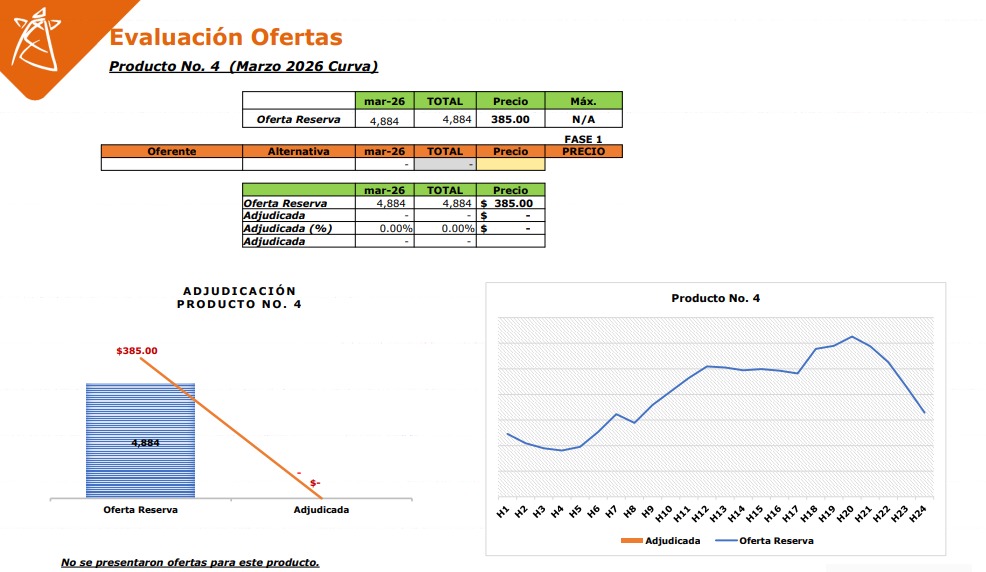 Evaluación Ofertas
Producto No. 4 (Marzo 2026 Curva)
mar-26 TOTAL Precio Máx.
Oferta Reserva 4,884 4,884 385.00 N/A
FASE 1
Oferente Alternativa mar-26 TOTAL Precio PRECIO
- -
mar-26 TOTAL Precio
Oferta Reserva 4,884 4,884 $ 385.00
Adjudicada - - $ -
Adjudicada (%) 0.00% 0.00% $ -
Adjudicada - -
ADJUDICACIÓN
PRODUCTO NO. 4
$385.00
4,884
-
$-
Oferta Reserva Adjudicada
Producto No. 4
H1 H2 H3 H4 H5 H6 H7 H8 H9 H10 H11 H12 H13 H14 H15 H16 H17 H18 H19 H20 H21 H22 H23 H24
Adjudicada Oferta Reserva
No se presentaron ofertas para este producto.